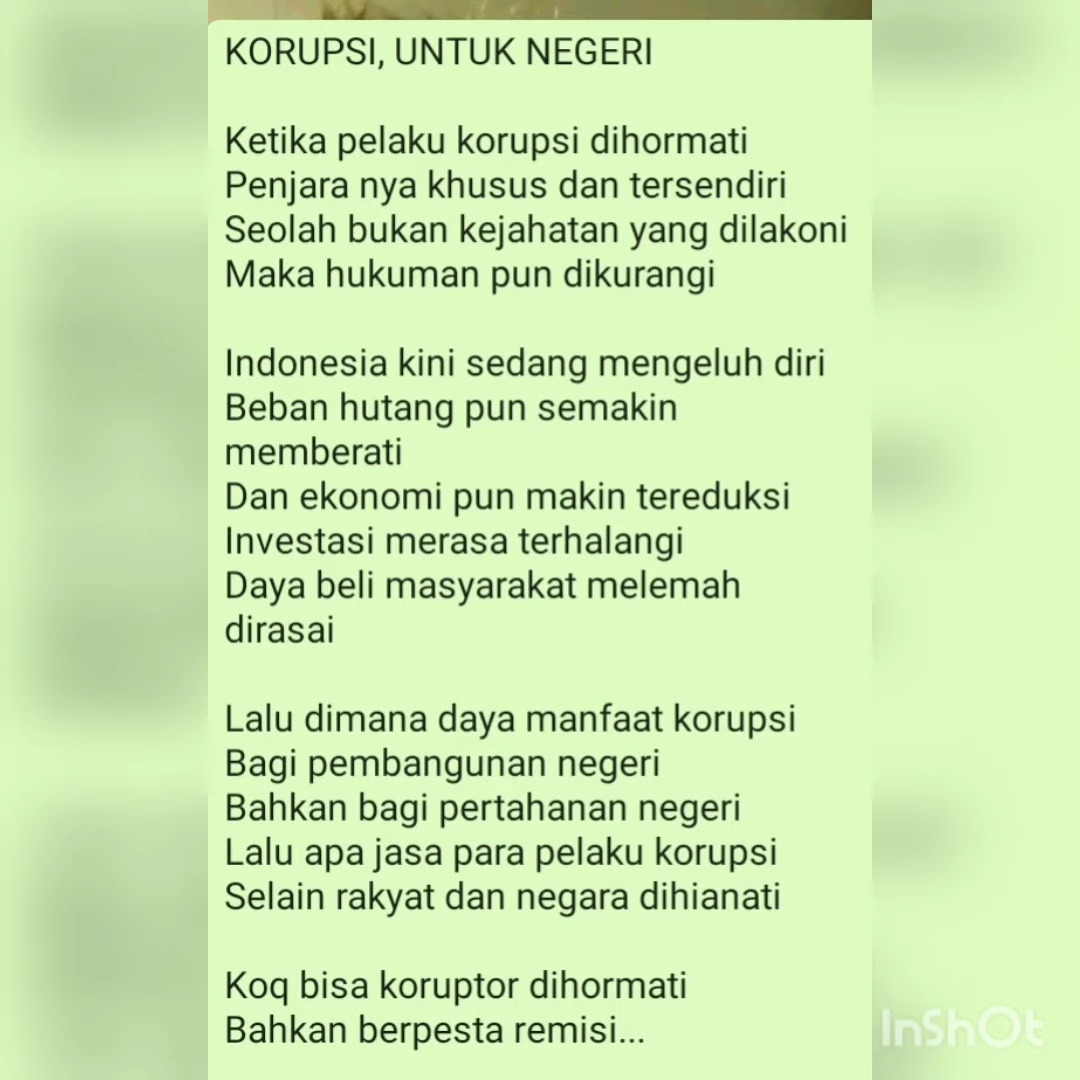 KORUPSI, UNTUK NEGERI
Ketika pelaku korupsi dihormati
Penjara nya khusus dan tersendiri
Seolah bukan kejahatan yang dilakoni
Maka hukuman pun dikurangi
Indonesia kini sedang mengeluh diri
Beban hutang pun semakin
memberati
Dan ekonomi pun makin tereduksi
Investasi merasa terhalangi
Daya beli masyarakat melemah
dirasai
Lalu dimana daya manfaat korupsi
Bagi pembangunan negeri
Bahkan bagi pertahanan negeri
Lalu apa jasa para pelaku korupsi
Selain rakyat dan negara dihianati
Koq bisa koruptor dihormati
Bahkan berpesta remisi...
InShOt